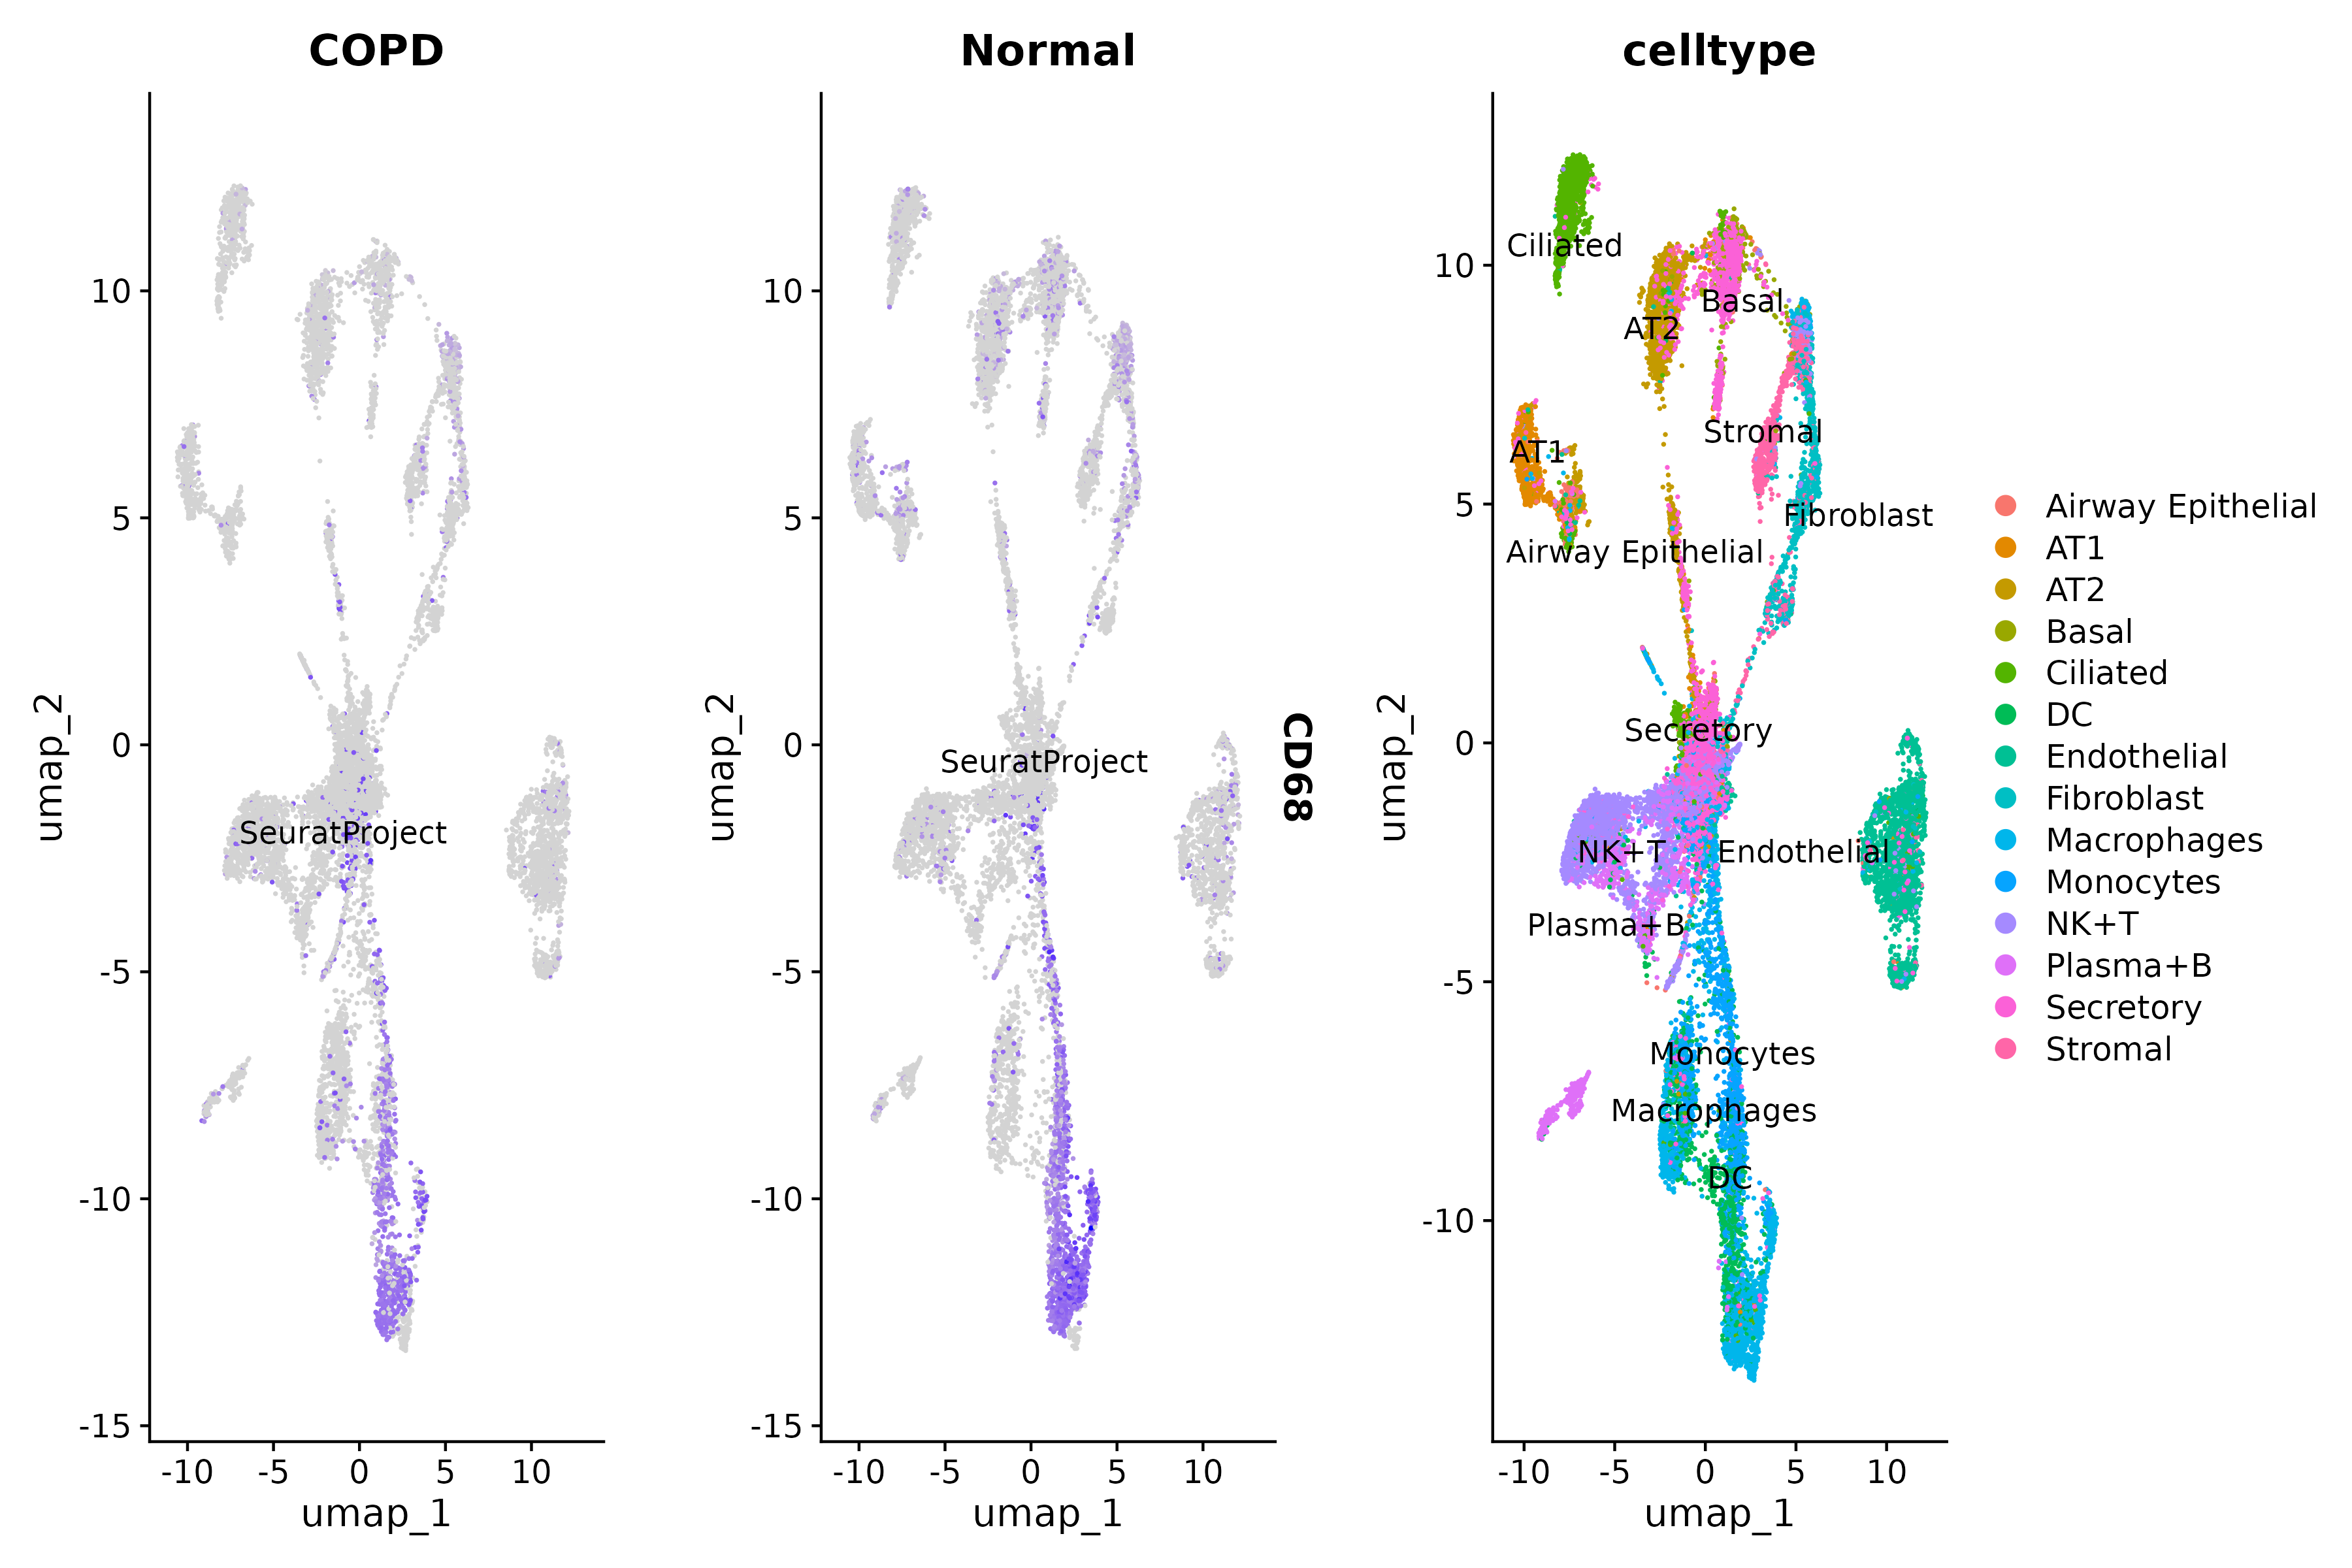 COPD
Normal
celltype
10
5
0
-5
-10
-15
umap_2
SeuratProject
-10 -5 0 5 10
umap_1
10
5
0
-5
-10
-15
umap_2
SeuratProject
-10 -5 0 5 10
umap_1
CD68
10
5
0
-5
-10
umap_2
Ciliated
Basal
AT2
Stromal
AT1
Fibroblast
Airway Epithelial
Secretory
NK+T
Endothelial
Plasma+B
Monocytes
Macrophages
DC
-10 -5 0 5 10
umap_1
Airway Epithelial
AT1
AT2
Basal
Ciliated
DC
Endothelial
Fibroblast
Macrophages
Monocytes
NK+T
Plasma+B
Secretory
Stromal